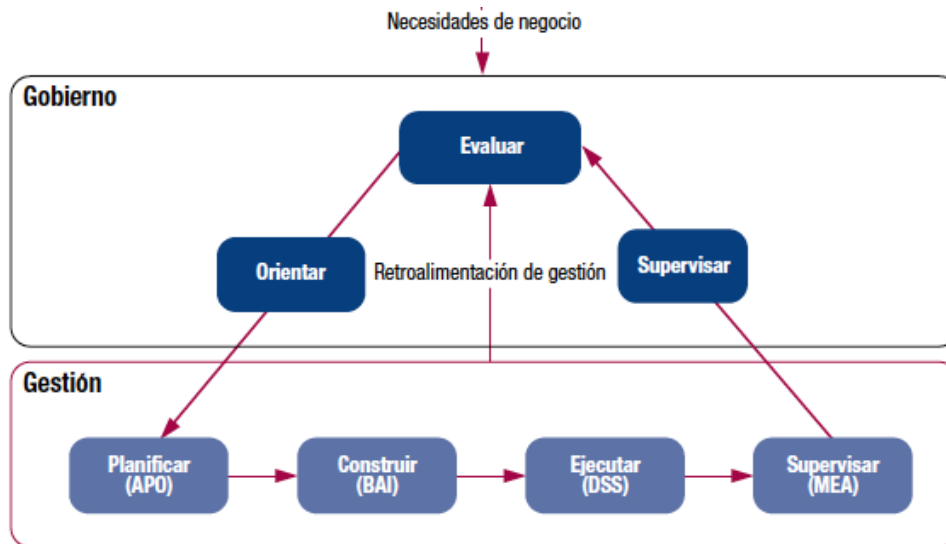 Necesidades de negocio
Gobierno
Evaluar
Orientar
Retroalimentación de gestión
Supervisar
Gestión
Planificar
(APO)
Construir
(BAI)
Ejecutar
(DSS)
Supervisar
(MEA)